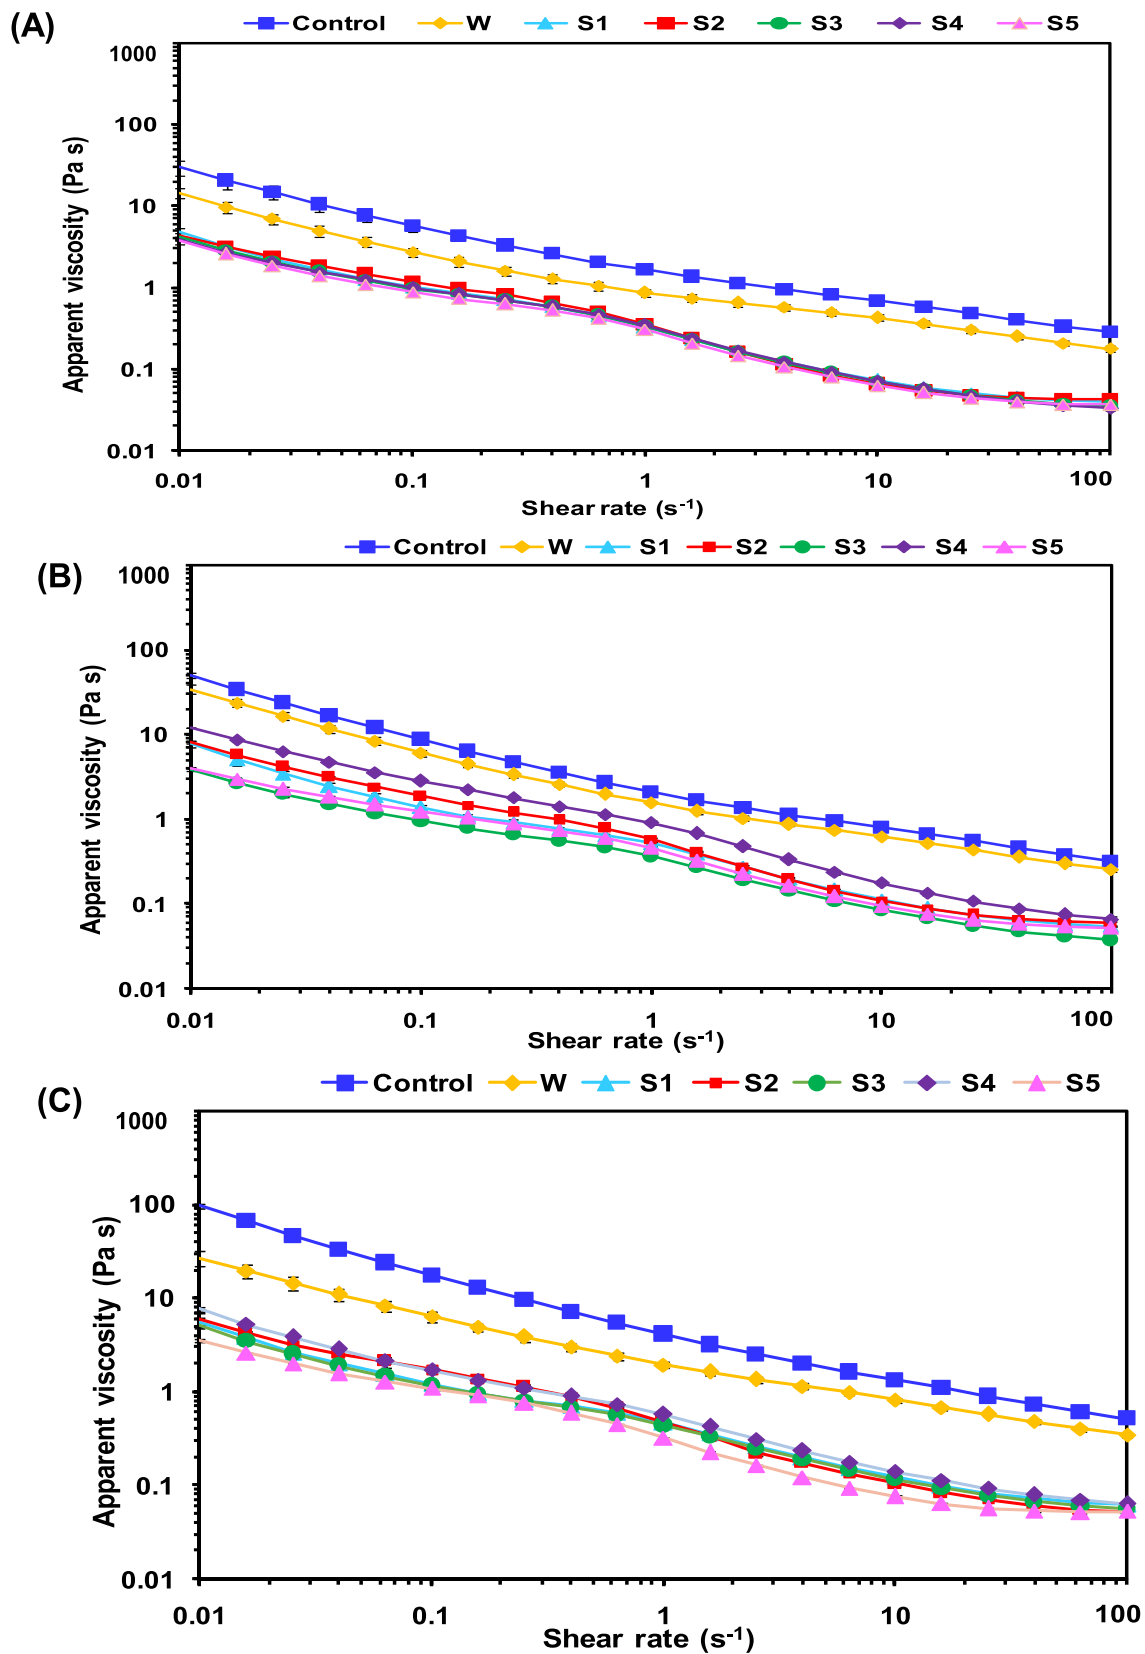 (A)
Control W S1 S2 S3 S4 S5
1000
100
10
1
0.1
0.01
Apparent viscosity (Pa s)
0.01 0.1 1 10 100
Shear rate (s-1)
(B)
Control W S1 S2 S3 S4 S5
1000
100
10
1
0.1
0.01
Apparent viscosity (Pa s)
0.01 0.1 1 10 100
Shear rate (s-1)
(C)
Control W S1 S2 S3 S4 S5
1000
100
10
1
0.1
0.01
Apparent viscosity (Pa s)
0.01 0.1 1 10 100
Shear rate (s-1)